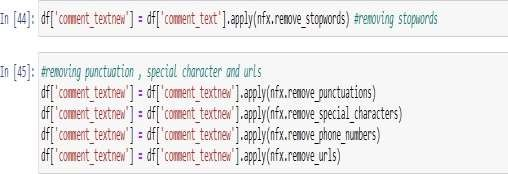 In [44]: df['comment_textnew'] = df['comment_text'].apply(nfx.remove_stopwords) #removing stopwords
In [45]: #removing punctuation , special character and urls
df['comment_textnew'] = df['comment_textnew'].apply(nfx.remove_punctuations)
df['comment_textnew'] = df['comment_textnew'].apply(nfx.remove_special_characters)
df['comment_textnew'] = df['comment_textnew'].apply(nfx.remove_phone_numbers)
df['comment_textnew'] = df['comment_textnew'].apply(nfx.remove_urls)